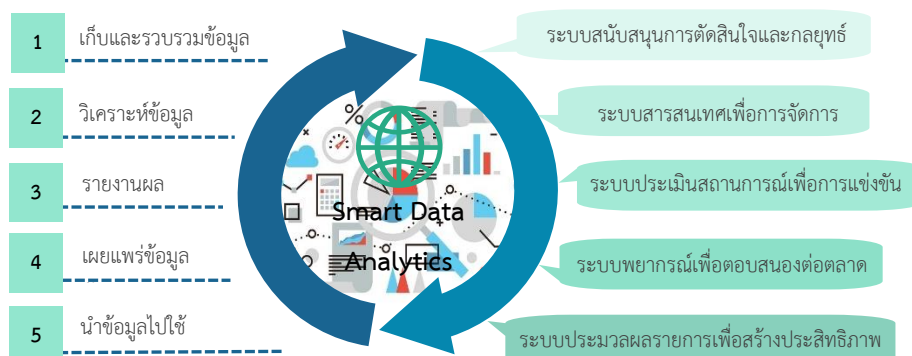 1 เก็บและรวบรวมข้อมูล
2 วิเคราะห์ข้อมูล
3 รายงานผล
4 เผยแพร่ข้อมูล
5 นำข้อมูลไปใช้
%
Smart Data
Analytics
ระบบสนับสนุนการตัดสินใจและกลยุทธ์
ระบบสารสนเทศเพื่อการจัดการ
ระบบประเมินสถานการณ์เพื่อการแข่งขัน
ระบบพยากรณ์เพื่อตอบสนองต่อตลาด
ระบบประมวลผลรายการเพื่อสร้างประสิทธิภาพ